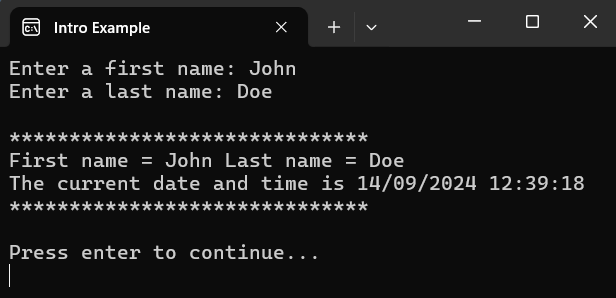 Intro Example
Enter a first name: John
Enter a last name: Doe
******************************
First name = John Last name = Doe
The current date and time is 14/09/2024 12:39:18
******************************
Press enter to continue...